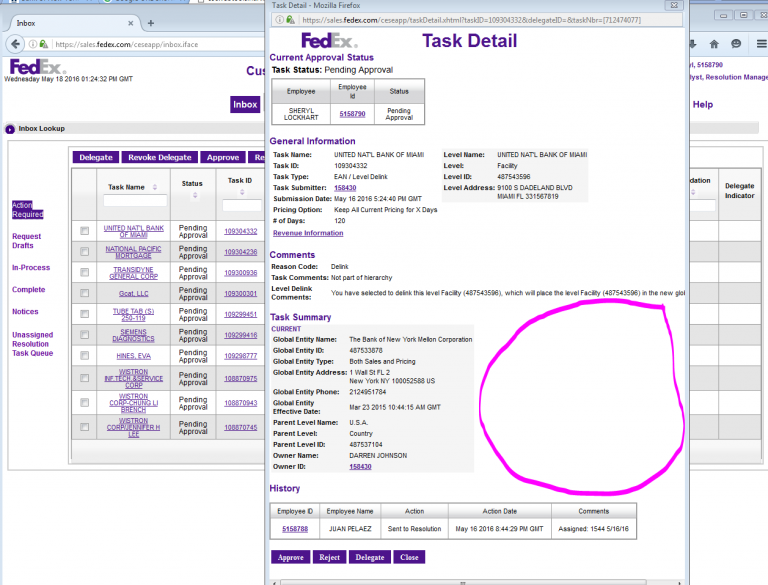 Inbox
https://sales.fedex.com/ceseapp/inbox.iface
FedEx
Wednesday May 18 2016 01:24:32 PM GMT
Inbox
Inbox Lookup
Delegate
Revoke Delegate
Approve
Task Name
Status
Task ID
Action
Required
Request
Drafts
In-Process
Complete
Notices
Unassigned
Resolution
Task Queue
UNITED NAT'L BANK OF MIAMI Pending Approval 109304332
NATIONAL PACIFIC MORTGAGE Pending Approval 109304236
TRANSIDYNE GENERAL CORP Pending Approval 109300936
Gcat, LLC Pending Approval 109300301
TUBE TAB (S) 250-119 Pending Approval 109299451
SIEMENS DIAGNOSTICS Pending Approval 109299416
HINES, EVA Pending Approval 109298777
WISTRON INF.TECH.&SERVICE CORP Pending Approval 108870975
WISTRON CORP-CHUNG LI BRENCH Pending Approval 108870943
WISTRON CORP/JENNIFER H LEE Pending Approval 108870745
Task Detail - Mozilla Firefox
https://sales.fedex.com/ceseapp/taskDetail.xhtml?taskID=109304332&delegateID=&taskNbr=[712474077]
FedEx
Task Detail
Current Approval Status
Task Status: Pending Approval
Employee Employee Id Status
SHERYL LOCKHART 5158790 Pending Approval
General Information
Task Name: UNITED NAT'L BANK OF MIAMI Level Name: UNITED NAT'L BANK OF MIAMI
Task ID: 109304332 Level: Facility
Task Type: EAN / Level Delink Level ID: 487543596
Task Submitter: 158430 Level Address: 9100 S DADELAND BLVD
Submission Date: May 16 2016 5:24:40 PM GMT MIAMI FL 331567819
Pricing Option: Keep All Current Pricing for X Days
# of Days: 120
Revenue Information
Comments
Reason Code: Delink
Task Comments: Not part of hierarchy
Level Delink Comments: You have selected to delink this level Facility (487543596), which will place the level Facility (487543596) in the new glo
Task Summary
CURRENT
Global Entity Name: The Bank of New York Mellon Corporation
Global Entity ID: 487533876
Global Entity Type: Both Sales and Pricing
Global Entity Address: 1 Wall St FL 2
New York NY 100052588 US
Global Entity Phone: 2124951784
Global Entity Effective Date: Mar 23 2015 10:44:15 AM GMT
Parent Level Name: U.S.A.
Parent Level: Country
Parent Level ID: 487537104
Owner Name: DARREN JOHNSON
Owner ID: 158430
History
Employee ID Employee Name Action Action Date Comments
5158788 JUAN PELAEZ Sent to Resolution May 16 2016 8:44:29 PM GMT Assigned: 1544 5/16/16
Approve Reject Delegate Close
5158790
Resolution Manage
Help
Delegate
Indicator